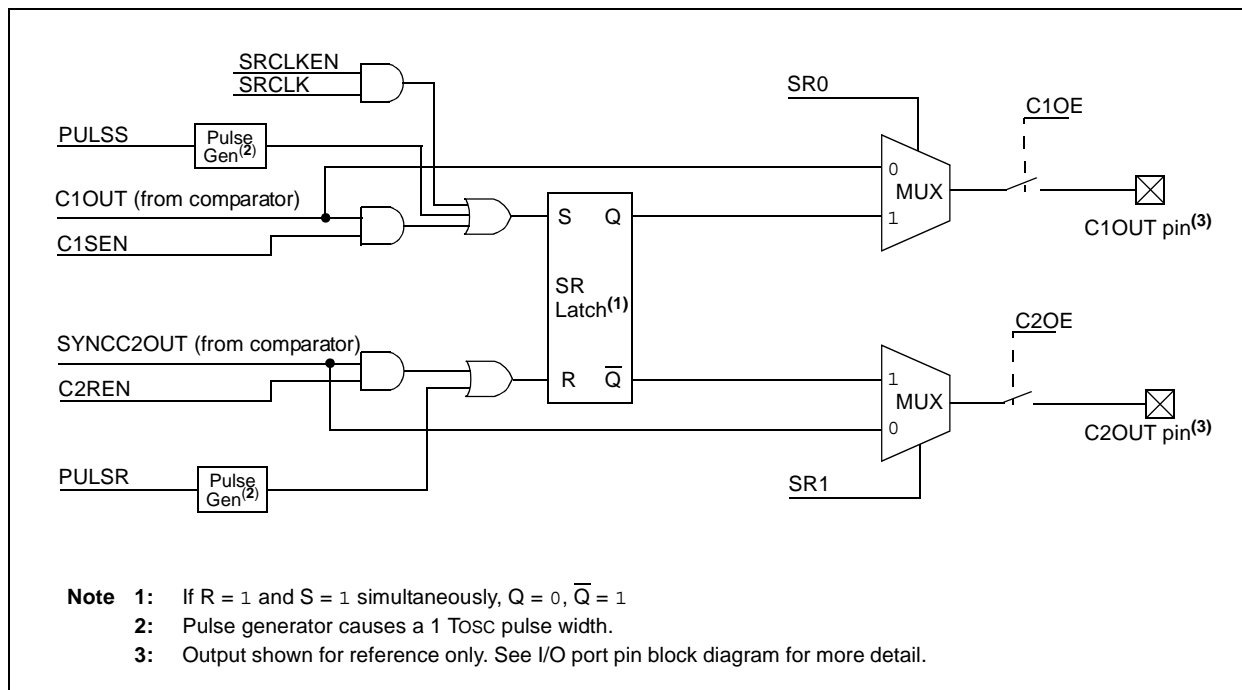 SRCLKEN
SRCLK
SR0
C1OE
PULSS
Pulse
Gen(2)
0
MUX
1
C1OUT (from comparator)
C1SEN
S Q
C1OUT pin(3)
SR
Latch(1)
C2OE
SYNCC2OUT (from comparator)
C2REN
R Q̅
1
MUX
0
C2OUT pin(3)
PULSR
Pulse
Gen(2)
SR1
Note 1: If R = 1 and S = 1 simultaneously, Q = 0, Q̅ = 1
2: Pulse generator causes a 1 TOSC pulse width.
3: Output shown for reference only. See I/O port pin block diagram for more detail.